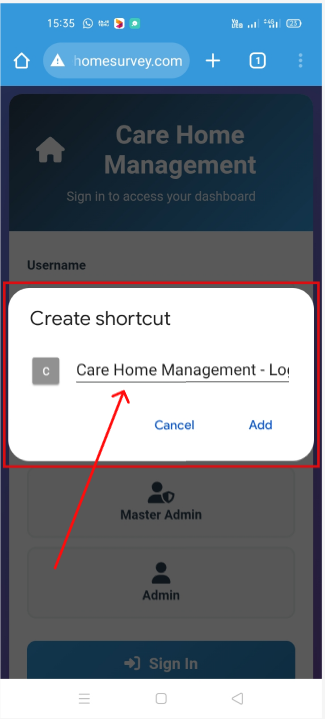 15:35
25
homesurvey.com
1
Care Home
Management
Sign in to access your dashboard
Username
Create shortcut
C
Care Home Management - Log
Cancel
Add
Master Admin
Admin
Sign In